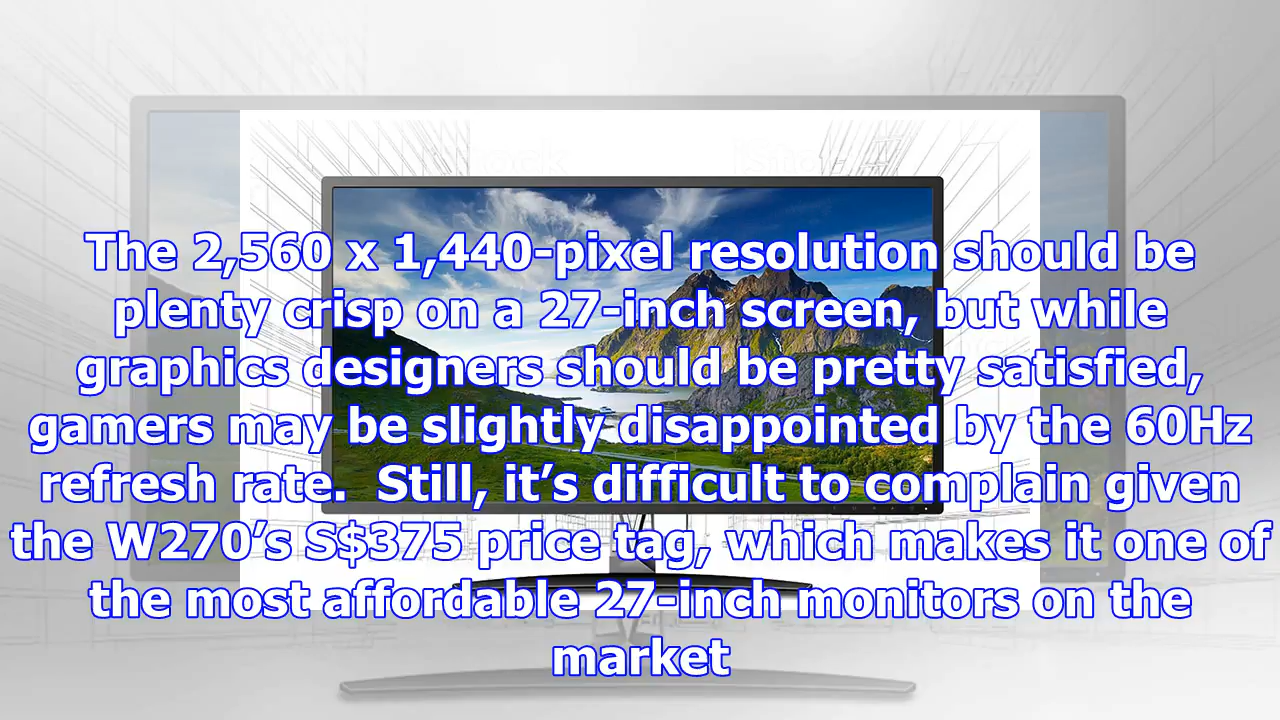 The 2,560 x 1,440-pixel resolution should be
plenty crisp on a 27-inch screen, but while
graphics designers should be pretty satisfied,
gamers may be slightly disappointed by the 60Hz
refresh rate.  Still, it’s difficult to complain given
the W270’s S$375 price tag, which makes it one of
the most affordable 27-inch monitors on the
market